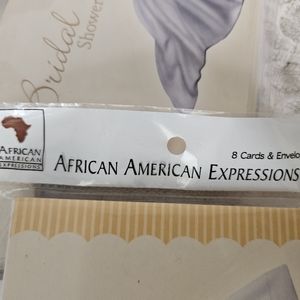 Bridal
Shower
AFRICAN
AMERICAN
EXPRESSIONS
8 Cards & Envelo
AFRICAN AMERICAN EXPRESSIONS